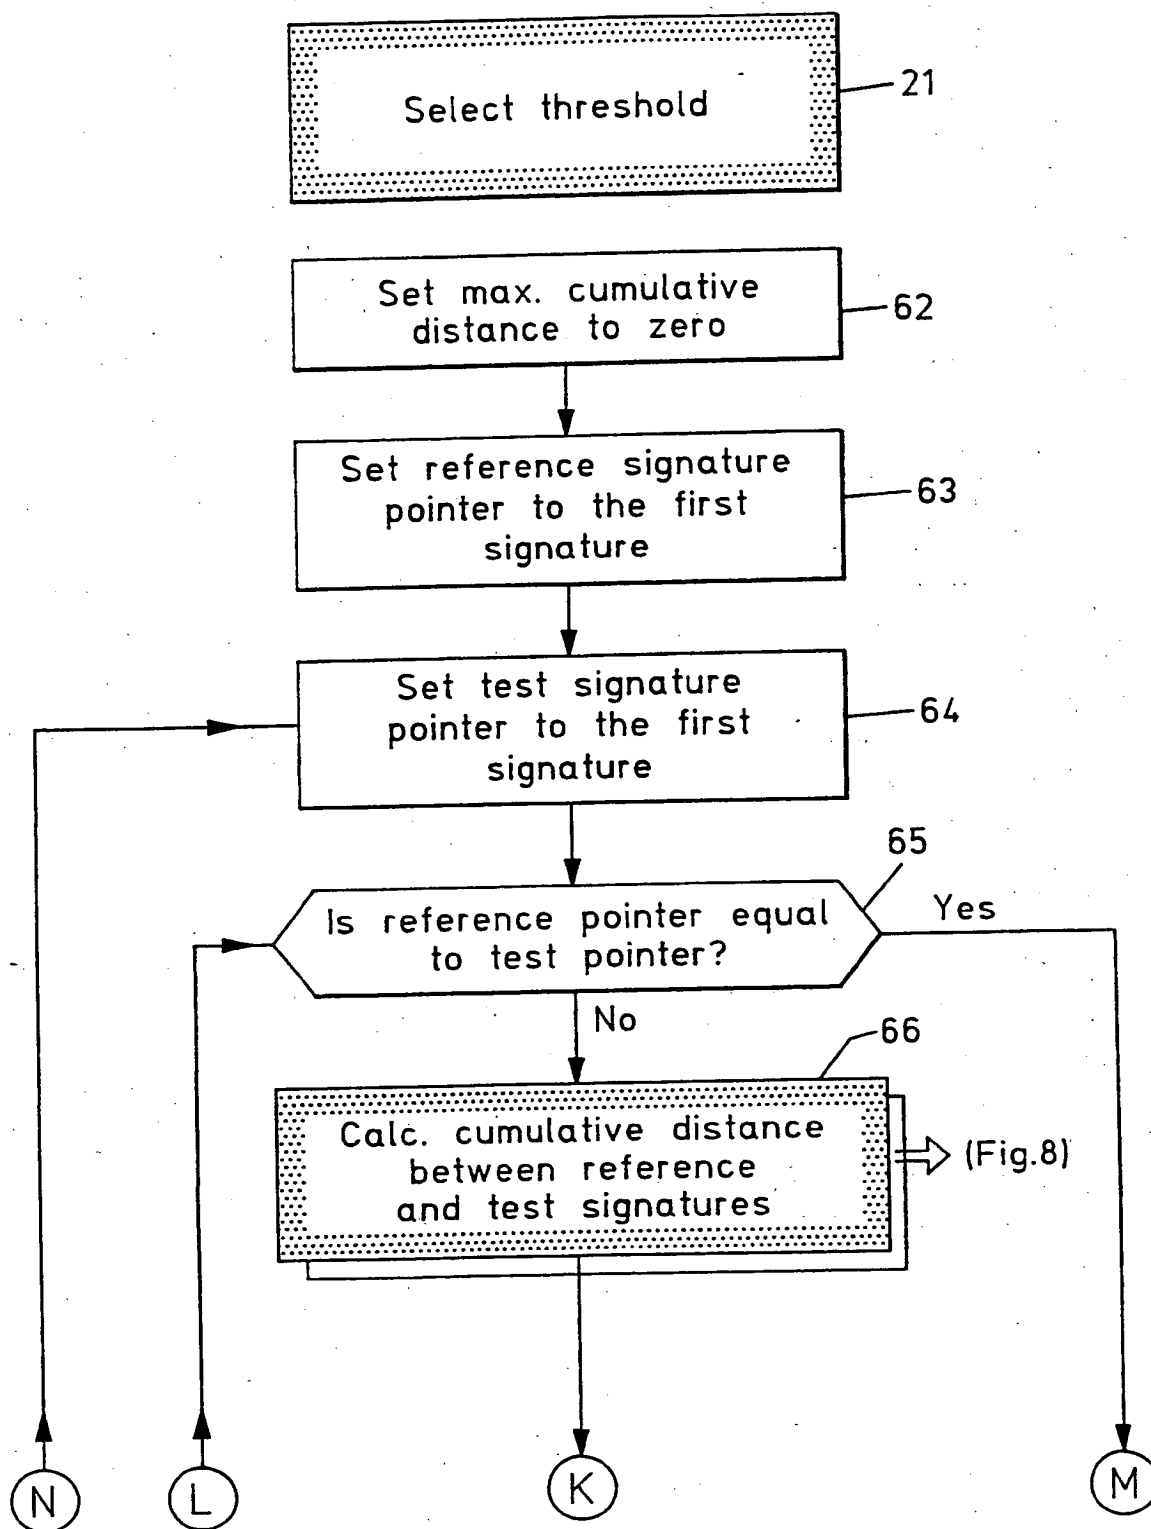 Select threshold
21
Set max. cumulative
distance to zero
62
Set reference signature
pointer to the first
signature
63
Set test signature
pointer to the first
signature
64
65
Is reference pointer equal
to test pointer?
Yes
No
66
Calc. cumulative distance
between reference
and test signatures
(Fig.8)
N
L
K
M